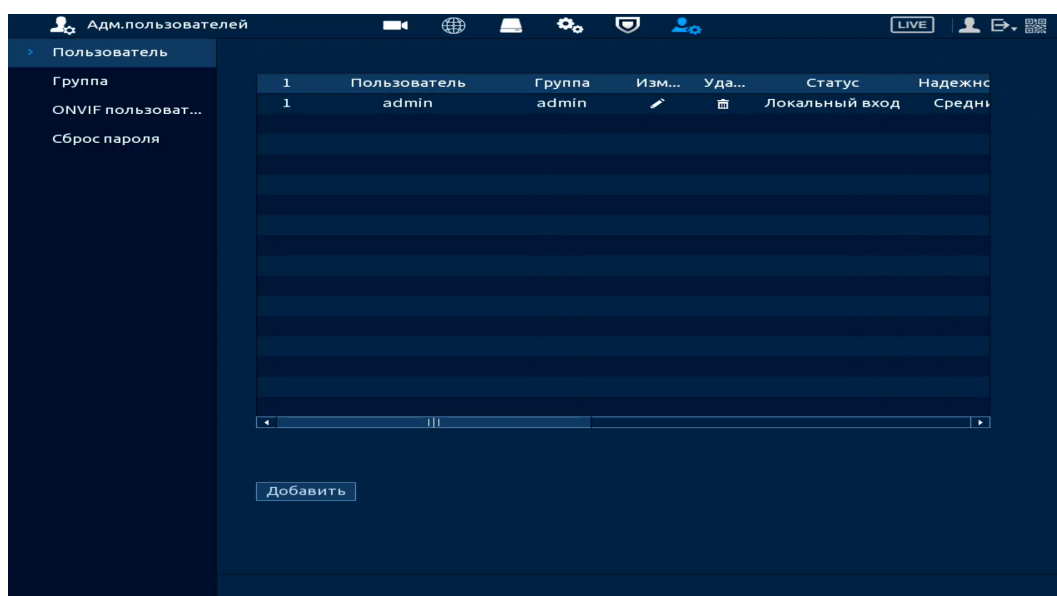 Адм.пользователей LIVE
Пользователь
Группа
ONVIF пользоват...
Сброс пароля
1 Пользователь Группа Изм... Уда... Статус Надежнс
1 admin admin Локальный вход Средни
Добавить